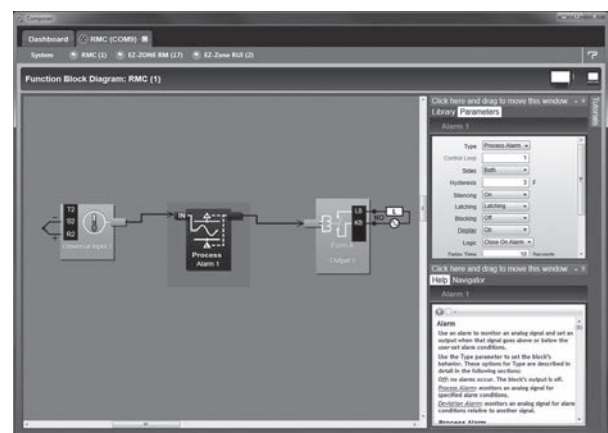 Composer
Dashboard RMC (COM9)
System RMC (1) EZ-ZONE RM (17) EZ-Zone RUI (2)
Function Block Diagram: RMC (1)
T2
S2
R2
Universal Input 2
IN
Process
Alarm 1
Form A
Output 1
L8
K8
NO
L
Click here and drag to move this window
Library Parameters
Alarm 1
Type Process Alarm
Control Loop 1
Sides Both
Hysteresis 3 F
Silencing On
Latching Latching
Blocking Off
Display On
Logic Close On Alarm
Delay Time 10 Seconds
Tutorials
Click here and drag to move this window
Help Navigator
Alarm 1
Alarm
Use an alarm to monitor an analog signal and set an
output when that signal goes above or below the
user-set alarm conditions.
Use the Type parameter to set the block's
behavior. These options for Type are described in
detail in the following sections:
Off: no alarms occur. The block's output is off.
Process Alarm: monitors an analog signal for
specified alarm conditions.
Deviation Alarm: monitors an analog signal for alarm
conditions relative to another signal.
Process Alarm